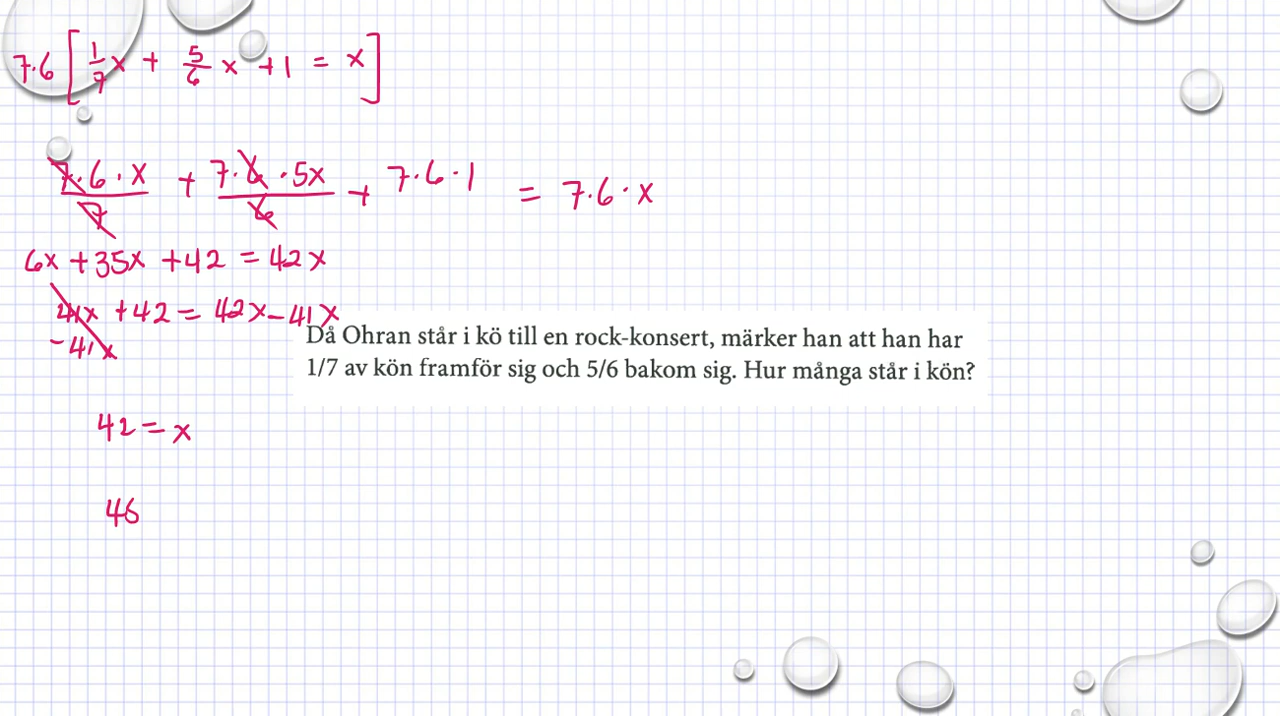 7·6 [ 1/7 x + 5/6 x + 1 = x ]
7·6·x/7 + 7·6·5x/6 + 7·6·1 = 7·6·x
6x + 35x + 42 = 42x
41x + 42 = 42x - 41x
- 41x
Då Ohran står i kö till en rock-konsert, märker han att han har
1/7 av kön framför sig och 5/6 bakom sig. Hur många står i kön?
42 = x
46